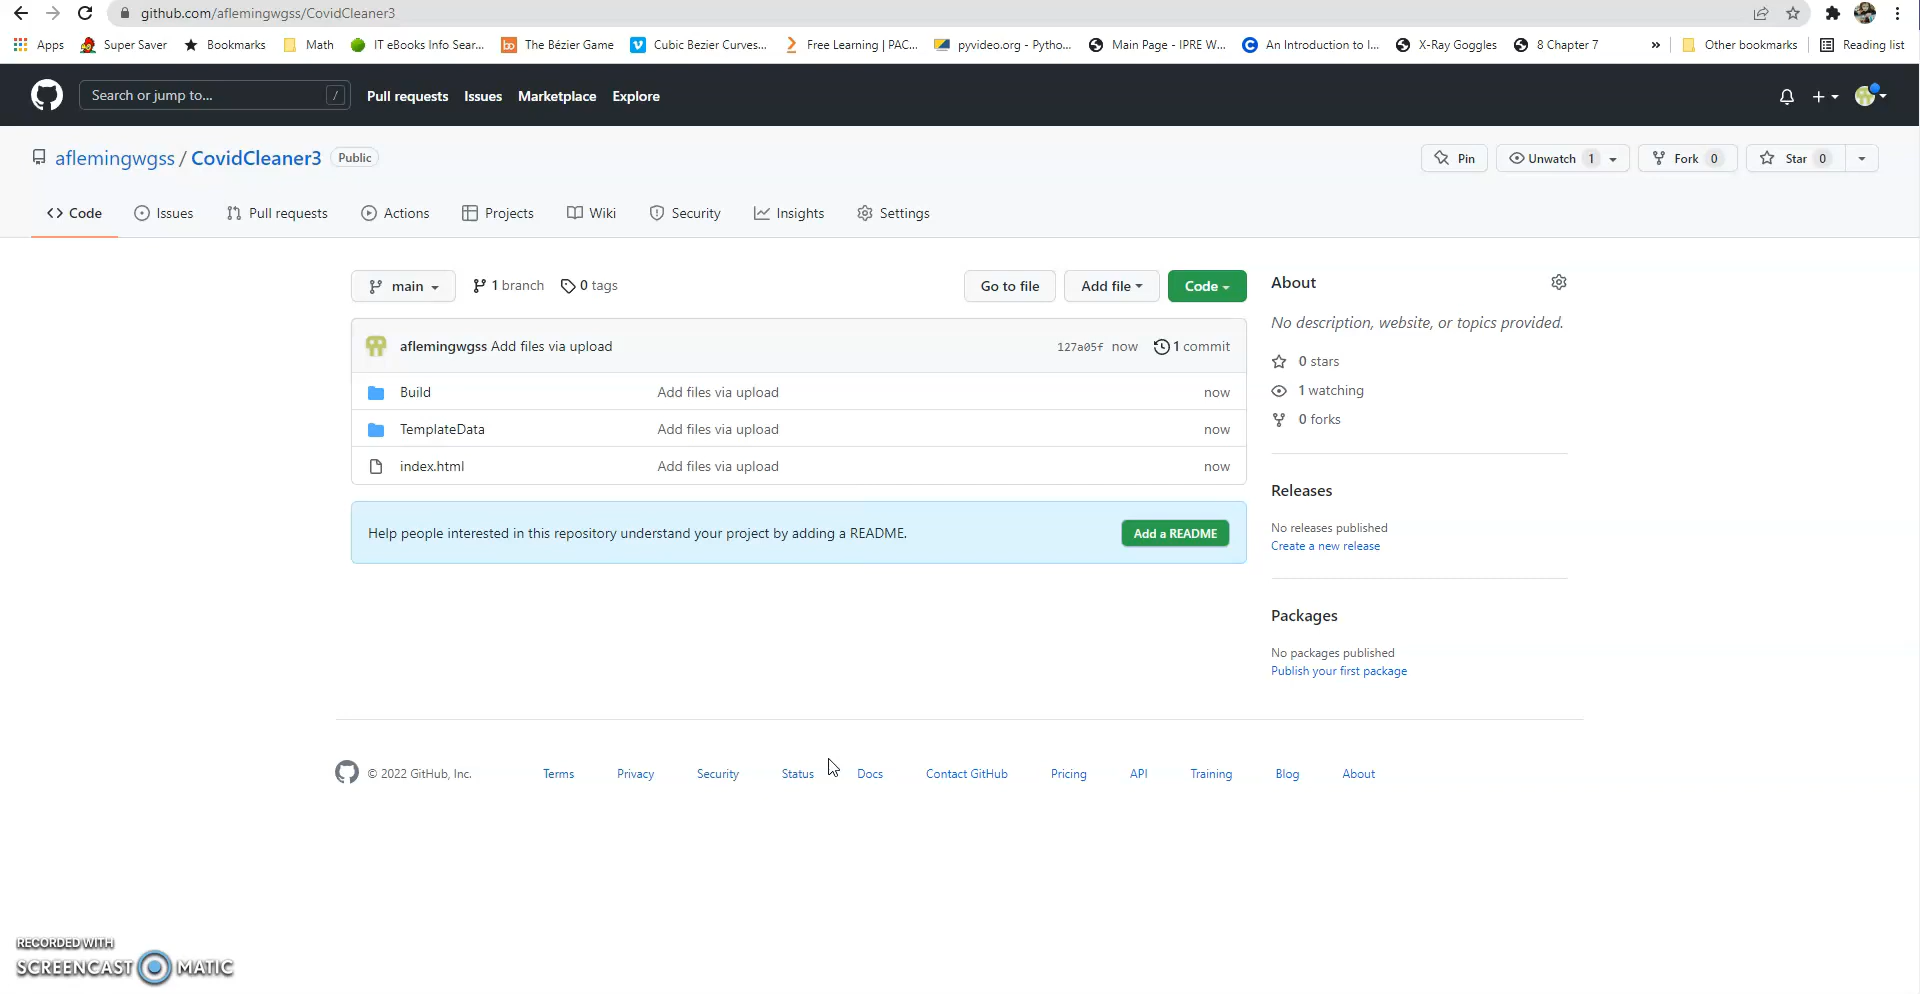 github.com/aflemingwgss/CovidCleaner3
Apps Super Saver Bookmarks Math IT eBooks Info Sear... The Bézier Game Cubic Bezier Curves... Free Learning | PAC... pyvideo.org - Pytho... Main Page - IPRE W... An Introduction to I... X-Ray Goggles 8 Chapter 7 » Other bookmarks Reading list
Search or jump to... / Pull requests Issues Marketplace Explore
aflemingwgss / CovidCleaner3 Public Pin Unwatch 1 Fork 0 Star 0
Code Issues Pull requests Actions Projects Wiki Security Insights Settings
main 1 branch 0 tags Go to file Add file Code
aflemingwgss Add files via upload 127a05f now 1 commit
Build Add files via upload now
TemplateData Add files via upload now
index.html Add files via upload now
Help people interested in this repository understand your project by adding a README. Add a README
About
No description, website, or topics provided.
0 stars
1 watching
0 forks
Releases
No releases published
Create a new release
Packages
No packages published
Publish your first package
© 2022 GitHub, Inc. Terms Privacy Security Status Docs Contact GitHub Pricing API Training Blog About
RECORDED WITH
SCREENCAST MATIC